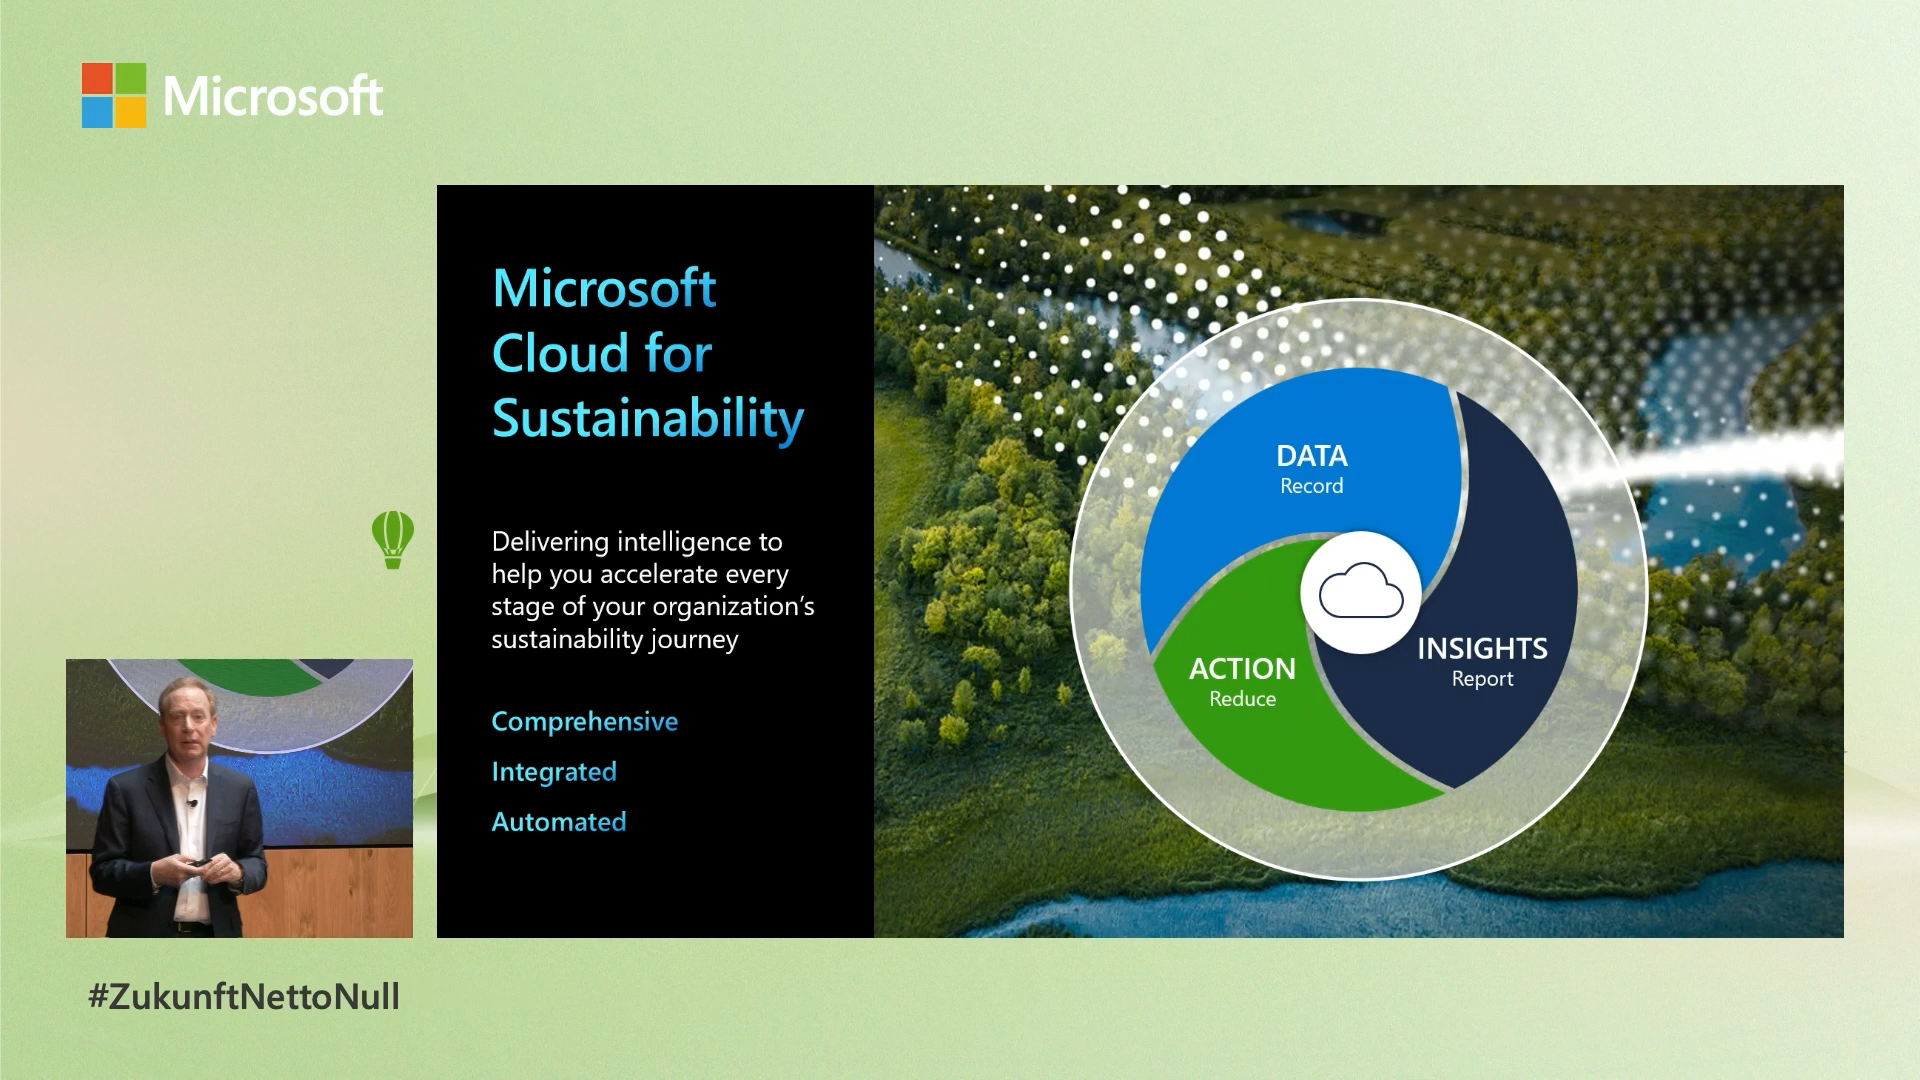 Microsoft
Microsoft
Cloud for
Sustainability
Delivering intelligence to
help you accelerate every
stage of your organization’s
sustainability journey
Comprehensive
Integrated
Automated
DATA
Record
INSIGHTS
Report
ACTION
Reduce
#ZukunftNettoNull